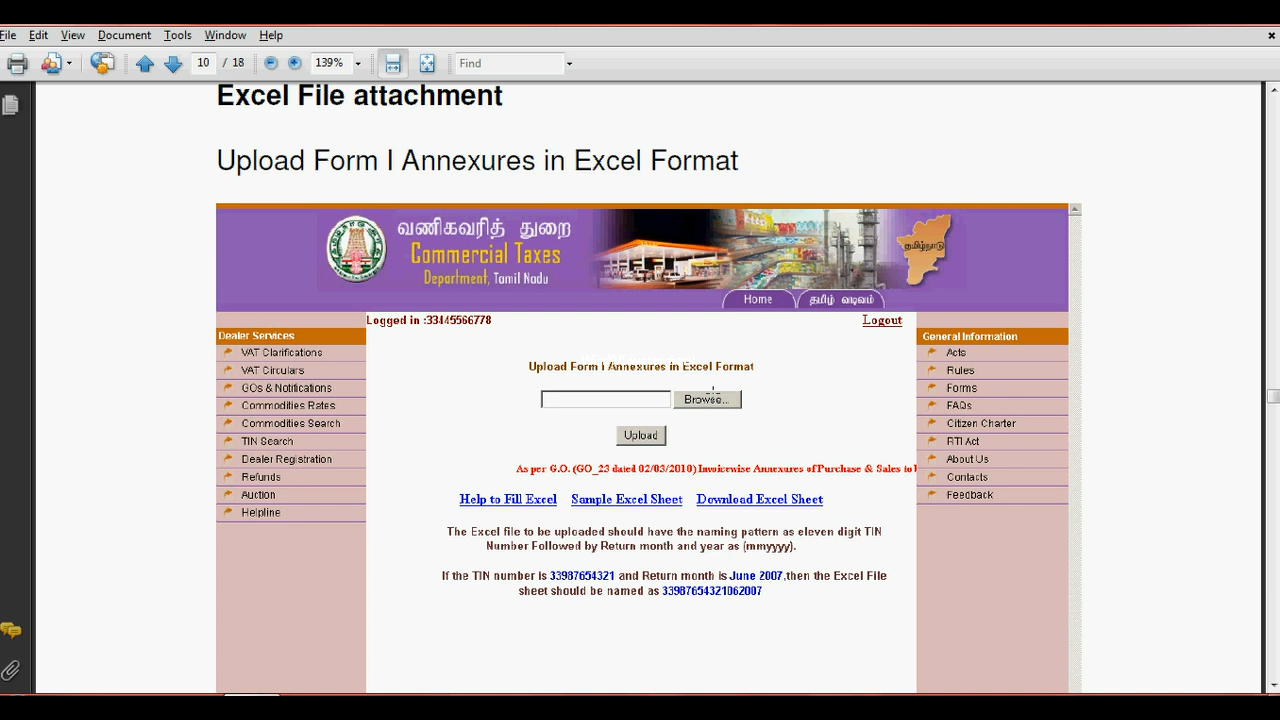 File Edit View Document Tools Window Help
10 / 18 139% Find
Excel File attachment
Upload Form I Annexures in Excel Format
வணிகவரித் துறை
Commercial Taxes
Department, Tamil Nadu
தமிழ்நாடு
Home தமிழ் வடிவம்
Logged in :33445566778 Logout
Dealer Services
VAT Clarifications
VAT Circulars
GOs & Notifications
Commodities Rates
Commodities Search
TIN Search
Dealer Registration
Refunds
Auction
Helpline
Upload Form I Annexures in Excel Format
Browse...
Upload
As per G.O. (GO_23 dated 02/03/2010) Invoicewise Annexures of Purchase & Sales to
Help to Fill Excel Sample Excel Sheet Download Excel Sheet
The Excel file to be uploaded should have the naming pattern as eleven digit TIN
Number Followed by Return month and year as (mmyyyy).
If the TIN number is 33987654321 and Return month is June 2007,then the Excel File
sheet should be named as 33987654321062007
General Information
Acts
Rules
Forms
FAQs
Citizen Charter
RTI Act
About Us
Contacts
Feedback